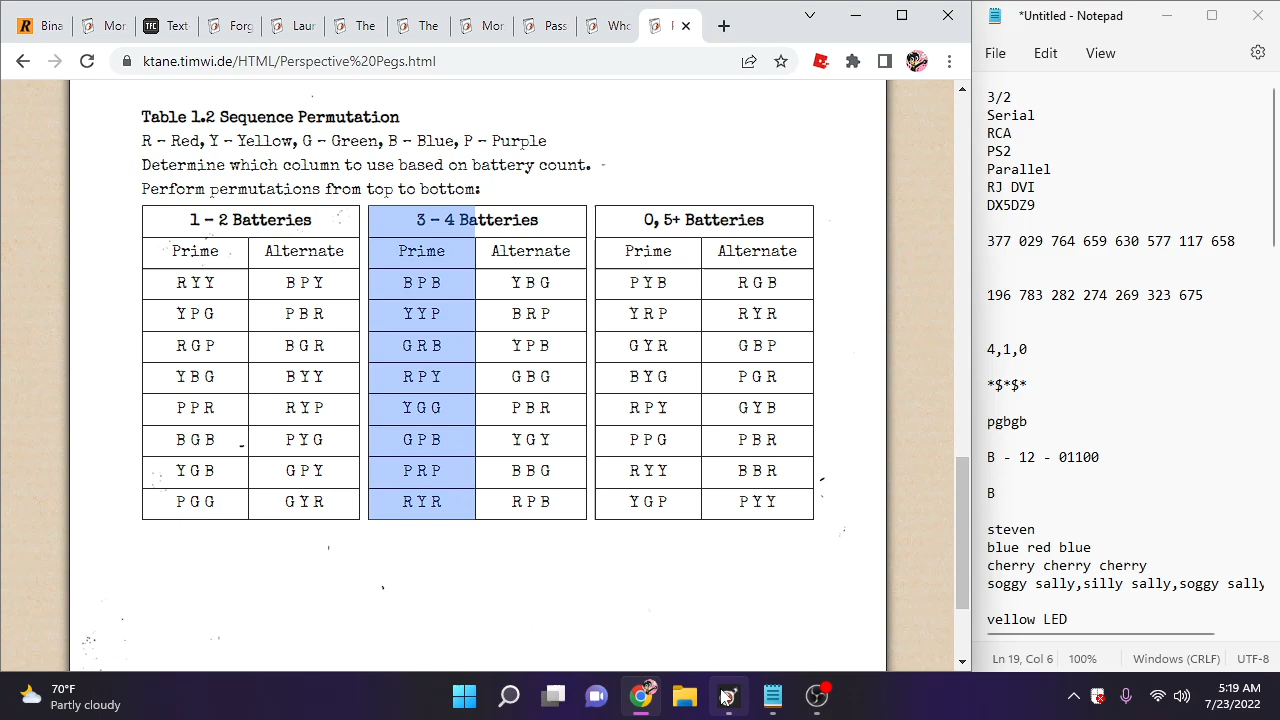 Bina
Mor
TFC Text
Forg
Jur
The
The
Mor
Pas
Who
ktane.timwi.de/HTML/Perspective%20Pegs.html
Table 1.2 Sequence Permutation
R - Red, Y - Yellow, G - Green, B - Blue, P - Purple
Determine which column to use based on battery count.
Perform permutations from top to bottom:
1 - 2 Batteries 3 - 4 Batteries 0, 5+ Batteries
Prime Alternate Prime Alternate Prime Alternate
R Y Y B P Y B P B Y B G P Y B R G B
Y P G P B R Y Y P B R P Y R P R Y R
R G P B G R G R B Y P B G Y R G B P
Y B G B Y Y R P Y G B G B Y G P G R
P P R R Y P Y G G P B R R P Y G Y B
B G B P Y G G P B Y G Y P P G P B R
Y G B G P Y P R P B B G R Y Y B B R
P G G G Y R R Y R R P B Y G P P Y Y
*Untitled - Notepad
File Edit View
3/2
Serial
RCA
PS2
Parallel
RJ DVI
DX5DZ9
377 029 764 659 630 577 117 658
196 783 282 274 269 323 675
4,1,0
*$*$*
pgbgb
B - 12 - 01100
B
steven
blue red blue
cherry cherry cherry
soggy sally,silly sally,soggy sally
yellow LED
Ln 19, Col 6 100% Windows (CRLF) UTF-8
70°F
Partly cloudy
5:19 AM
7/23/2022